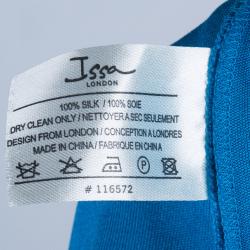 Issa
LONDON
100% SILK / 100% SOIE
DRY CLEAN ONLY / NETTOYER A SEC SEULEMENT
DESIGN FROM LONDON / CONCEPTION A LONDRES
MADE IN CHINA / FABRIQUE EN CHINA
# 116572